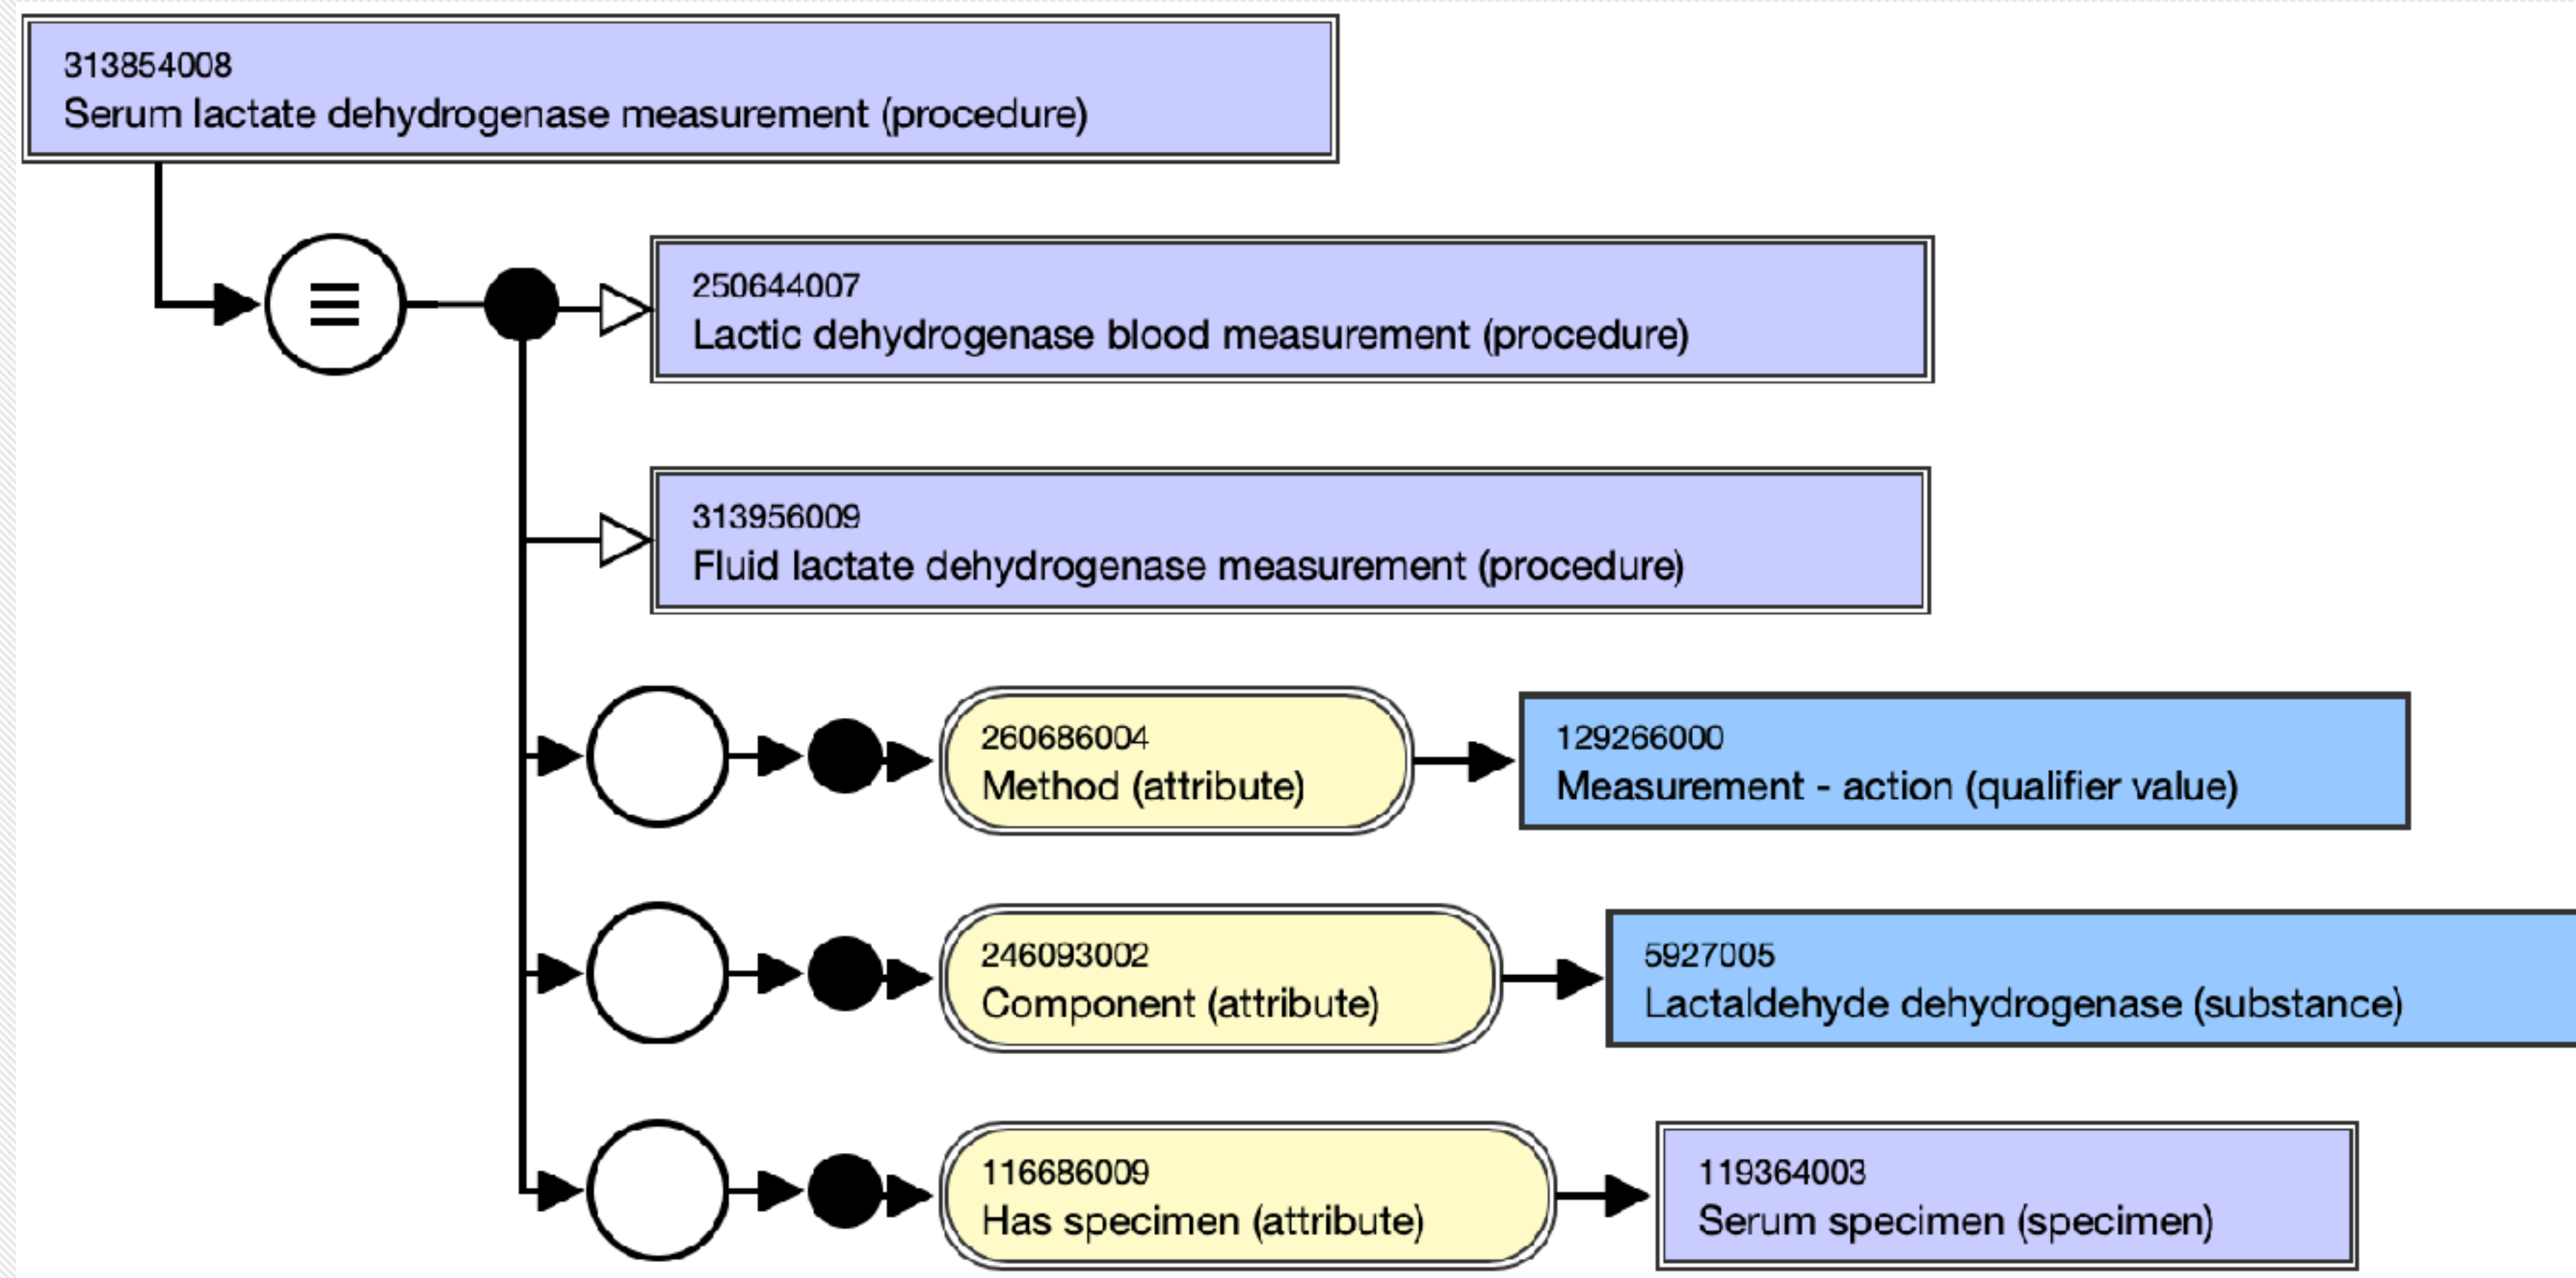 313854008
Serum lactate dehydrogenase measurement (procedure)
≡
250644007
Lactic dehydrogenase blood measurement (procedure)
313956009
Fluid lactate dehydrogenase measurement (procedure)
260686004
Method (attribute)
129266000
Measurement - action (qualifier value)
246093002
Component (attribute)
5927005
Lactaldehyde dehydrogenase (substance)
116686009
Has specimen (attribute)
119364003
Serum specimen (specimen)